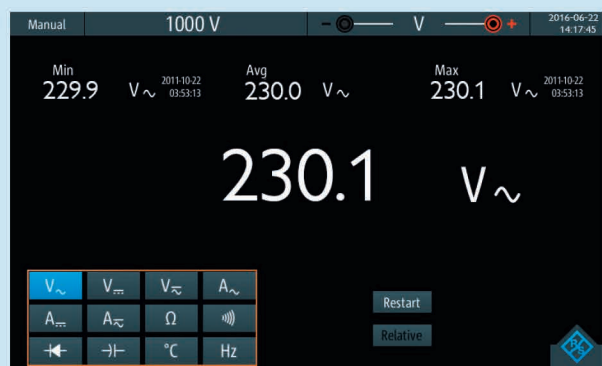 Manual 1000 V - V + 2016-06-22
14:17:45
Min Avg Max
229.9 V~ 2011-10-22 03:53:13 230.0 V~ 230.1 V~ 2011-10-22 03:53:13
230.1 V~
V~ V⎓ V⏦ A~
A⎓ A⏦ Ω
°C Hz
Restart
Relative
R&S